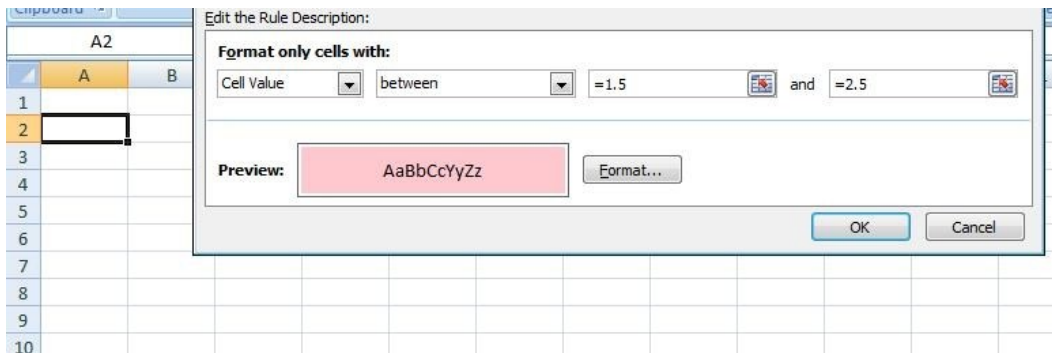 Clipboard
Edit the Rule Description:
A2
Format only cells with:
A B
Cell Value between =1.5 and =2.5
1
2
3
Preview: AaBbCcYyZz Format...
4
5
OK Cancel
6
7
8
9
10